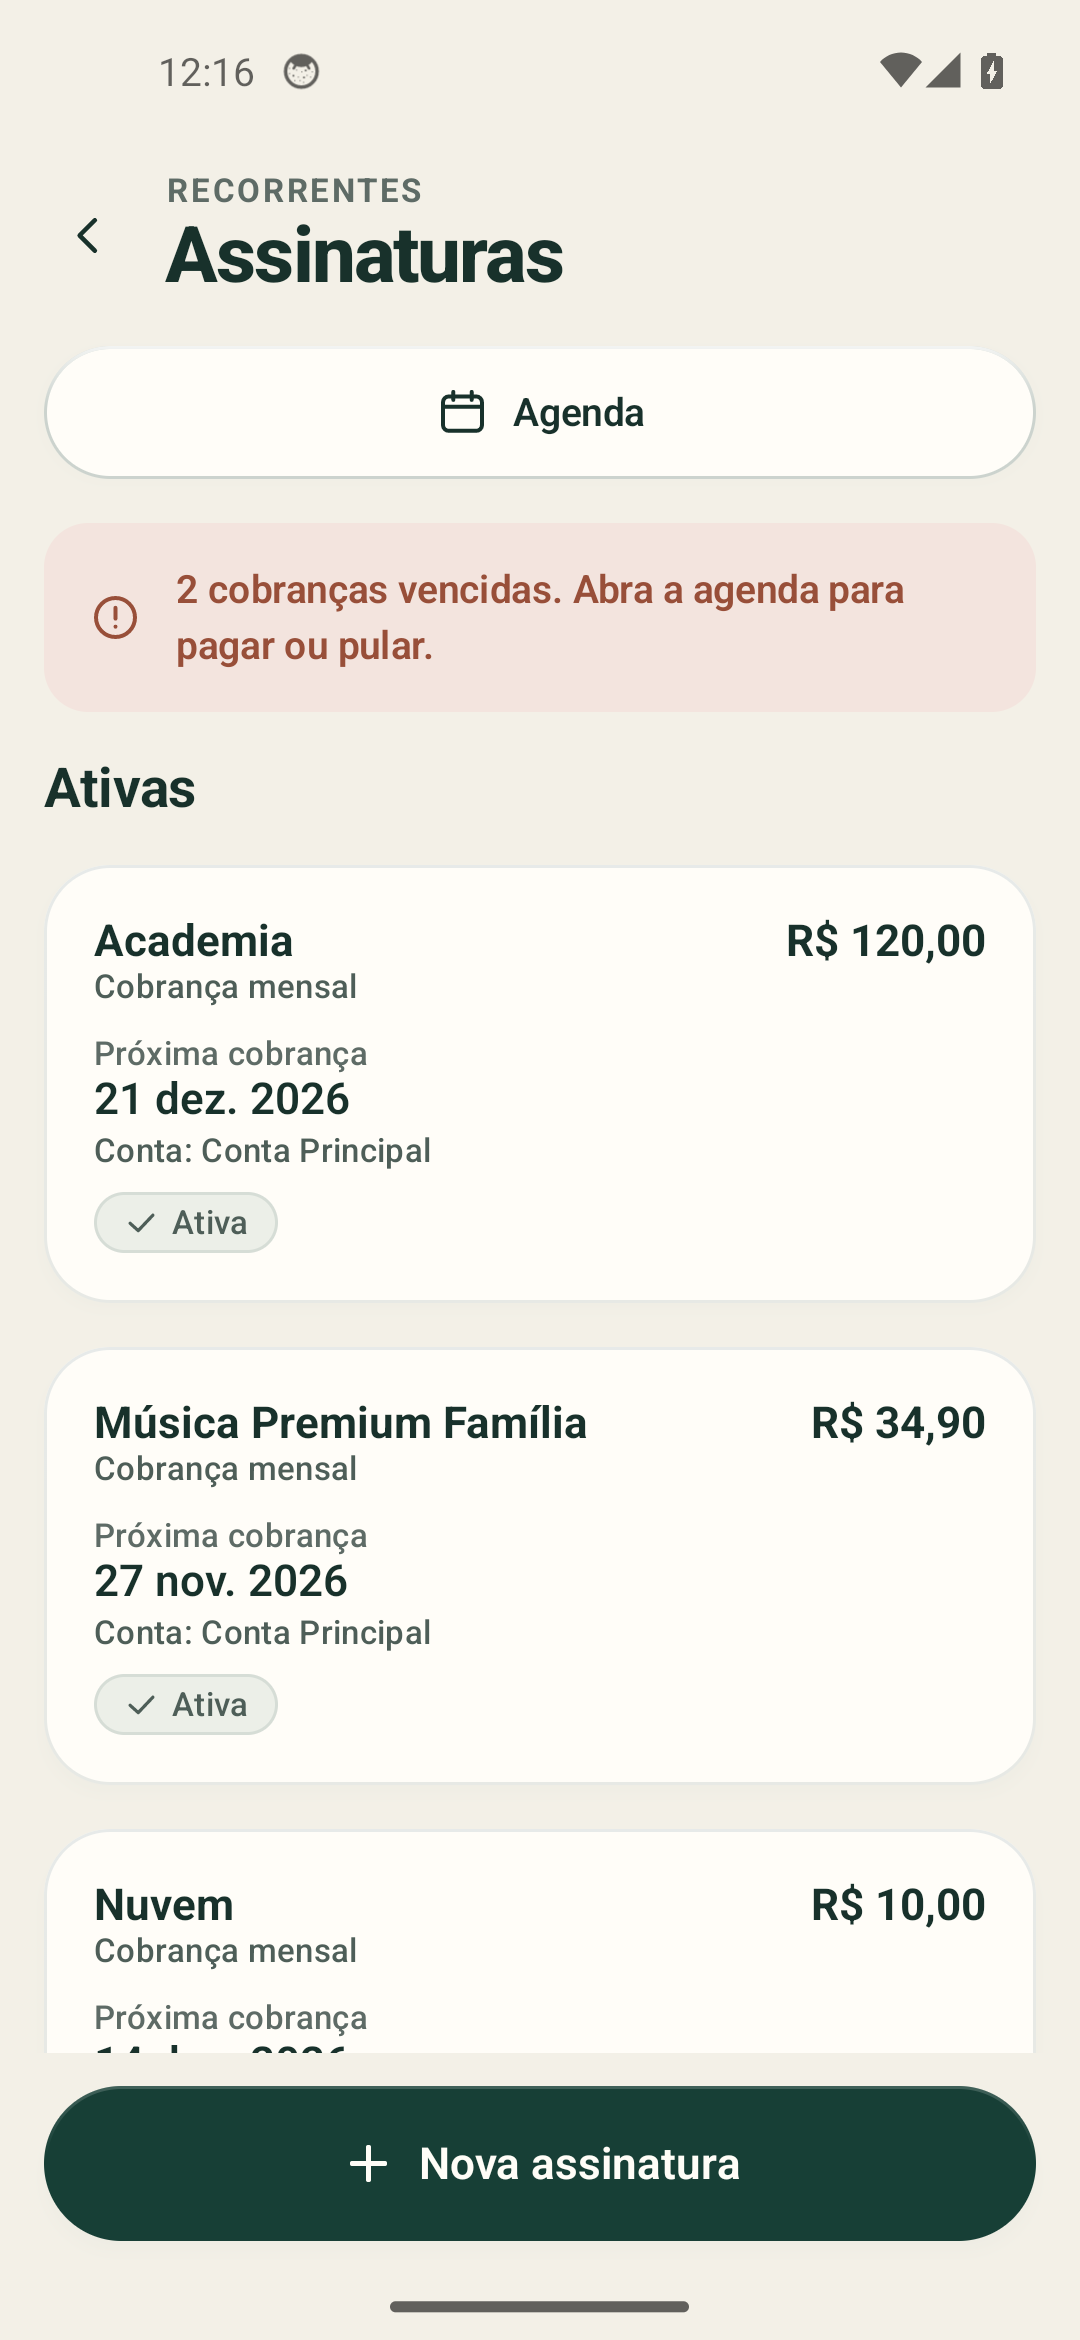 12:16
RECORRENTES
Assinaturas
Agenda
2 cobranças vencidas. Abra a agenda para
pagar ou pular.
Ativas
Academia R$ 120,00
Cobrança mensal
Próxima cobrança
21 dez. 2026
Conta: Conta Principal
Ativa
Música Premium Família R$ 34,90
Cobrança mensal
Próxima cobrança
27 nov. 2026
Conta: Conta Principal
Ativa
Nuvem R$ 10,00
Cobrança mensal
Próxima cobrança
Nova assinatura